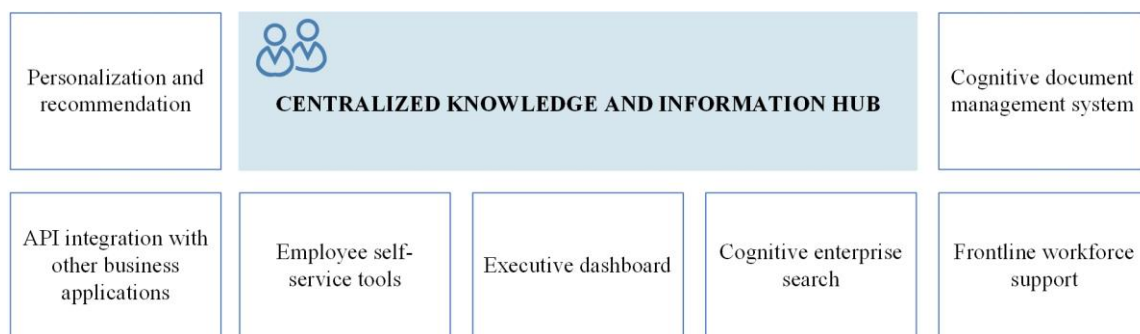 Personalization and
recommendation
CENTRALIZED KNOWLEDGE AND INFORMATION HUB
Cognitive document
management system
API integration with
other business
applications
Employee self-
service tools
Executive dashboard
Cognitive enterprise
search
Frontline workforce
support